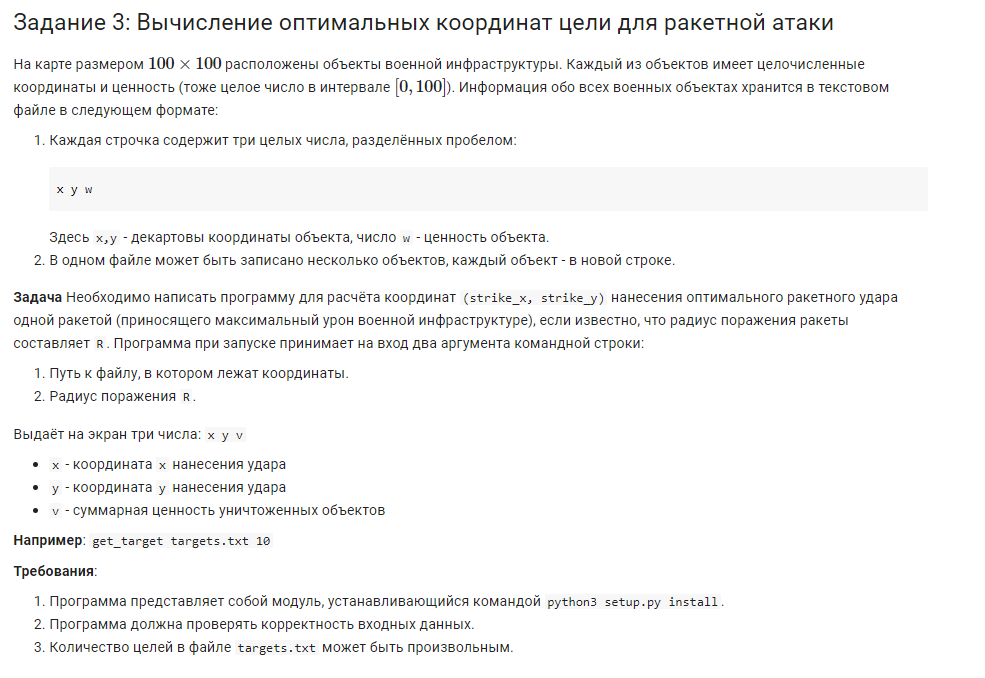 Задание 3: Вычисление оптимальных координат цели для ракетной атаки
На карте размером 100 × 100 расположены объекты военной инфраструктуры. Каждый из объектов имеет целочисленные
координаты и ценность (тоже целое число в интервале [0, 100]). Информация обо всех военных объектах хранится в текстовом
файле в следующем формате:
1. Каждая строчка содержит три целых числа, разделённых пробелом:
x y w
Здесь x,y - декартовы координаты объекта, число w - ценность объекта.
2. В одном файле может быть записано несколько объектов, каждый объект - в новой строке.
Задача Необходимо написать программу для расчёта координат (strike_x, strike_y) нанесения оптимального ракетного удара
одной ракетой (приносящего максимальный урон военной инфраструктуре), если известно, что радиус поражения ракеты
составляет R. Программа при запуске принимает на вход два аргумента командной строки:
1. Путь к файлу, в котором лежат координаты.
2. Радиус поражения R.
Выдаёт на экран три числа: x y v
• x - координата x нанесения удара
• y - координата y нанесения удара
• v - суммарная ценность уничтоженных объектов
Например: get_target targets.txt 10
Требования:
1. Программа представляет собой модуль, устанавливающийся командой python3 setup.py install.
2. Программа должна проверять корректность входных данных.
3. Количество целей в файле targets.txt может быть произвольным.